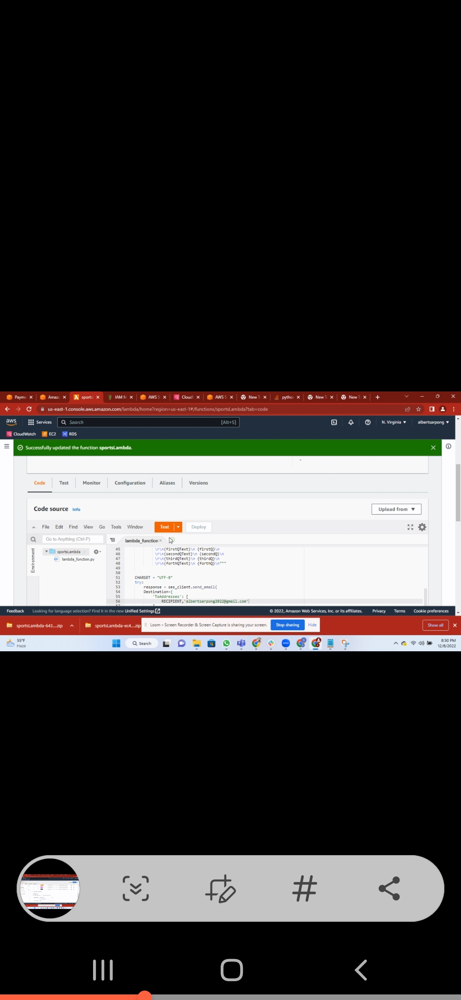 Payme
Amazo
sports
IAM M
AWS S
Cloud
AWS S
New T
pytho
New T
New T
us-east-1.console.aws.amazon.com/lambda/home?region=us-east-1#/functions/sportsLambda?tab=code
aws
Services
Search
[Alt+S]
N. Virginia
albertsarpong
CloudWatch
EC2
RDS
Successfully updated the function sportsLambda.
-
Code
Test
Monitor
Configuration
Aliases
Versions
Code source Info
Upload from
File Edit Find View Go Tools Window
Test
Deploy
Go to Anything (Ctrl-P)
lambda_function
Environment
sportsLambda /
lambda_function.py
45 \r\n{firstQText}\n {firstQ}\n
46 \r\n{secondQText}\n {secondQ}\n
47 \r\n{thirdQText}\n {thirdQ}\n
48 \r\n{forthQText}\n {forthQ}\n"""
49
50
51 CHARSET = "UTF-8"
52 try:
53 response = ses_client.send_email(
54 Destination={
55 'ToAddresses': [
56 RECIPIENT,'albertsarpong2022@gmail.com'
57 ]
Feedback
Looking for language selection? Find it in the new Unified Settings
© 2022, Amazon Web Services, Inc. or its affiliates.
Privacy
Terms
Cookie preferences
sportsLambda-643....zip
sportsLambda-ec4....zip
Loom – Screen Recorder & Screen Capture is sharing your screen.
Stop sharing
Hide
Show all
55°F
Haze
Search
8:50 PM
12/8/2022